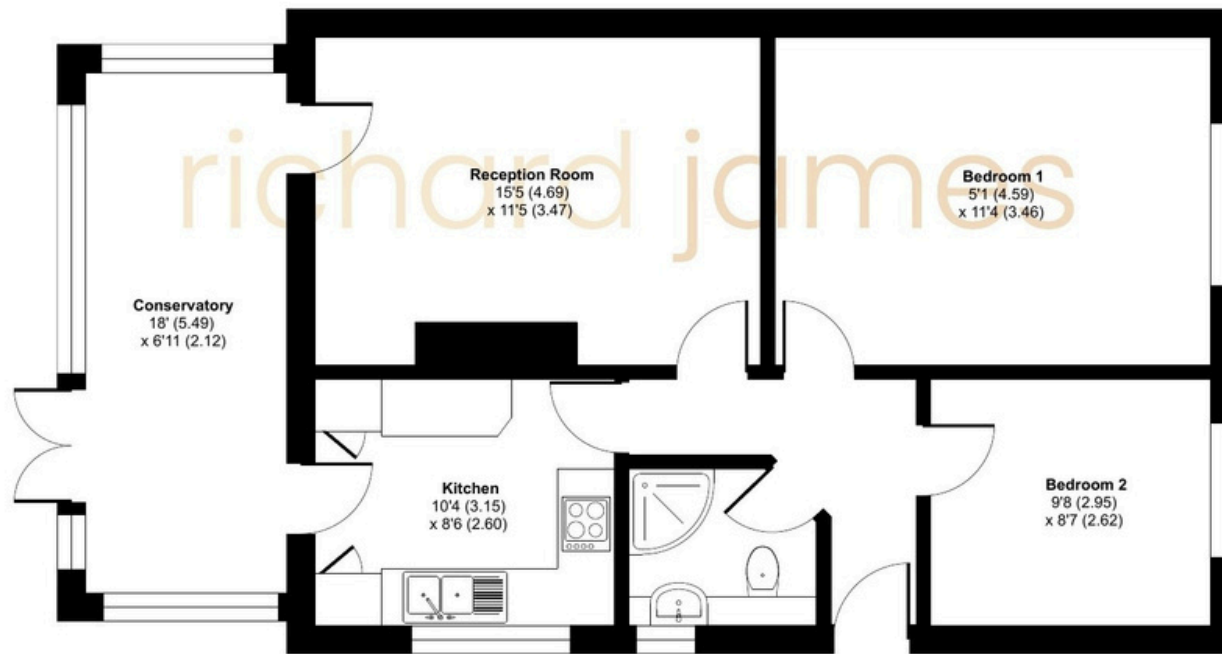 richard james
Reception Room
15'5 (4.69)
x 11'5 (3.47)
Bedroom 1
5'1 (4.59)
x 11'4 (3.46)
Conservatory
18' (5.49)
x 6'11 (2.12)
Kitchen
10'4 (3.15)
x 8'6 (2.60)
Bedroom 2
9'8 (2.95)
x 8'7 (2.62)